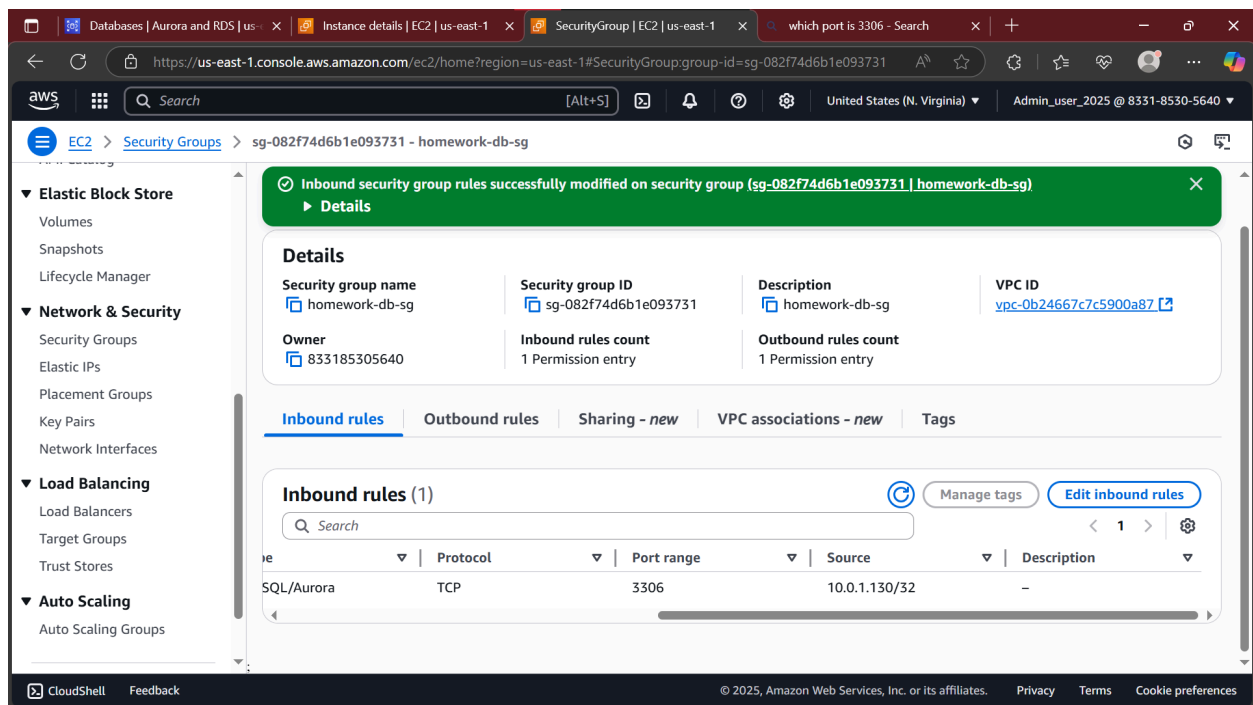 Databases | Aurora and RDS | us-e
Instance details | EC2 | us-east-1
SecurityGroup | EC2 | us-east-1
which port is 3306 - Search
https://us-east-1.console.aws.amazon.com/ec2/home?region=us-east-1#SecurityGroup:group-id=sg-082f74d6b1e093731
aws
Search
[Alt+S]
United States (N. Virginia)
Admin_user_2025 @ 8331-8530-5640
EC2 > Security Groups > sg-082f74d6b1e093731 - homework-db-sg
Elastic Block Store
Volumes
Snapshots
Lifecycle Manager
Network & Security
Security Groups
Elastic IPs
Placement Groups
Key Pairs
Network Interfaces
Load Balancing
Load Balancers
Target Groups
Trust Stores
Auto Scaling
Auto Scaling Groups
Inbound security group rules successfully modified on security group (sg-082f74d6b1e093731 | homework-db-sg)
Details
Details
Security group name
homework-db-sg
Security group ID
sg-082f74d6b1e093731
Description
homework-db-sg
VPC ID
vpc-0b24667c7c5900a87
Owner
833185305640
Inbound rules count
1 Permission entry
Outbound rules count
1 Permission entry
Inbound rules
Outbound rules
Sharing - new
VPC associations - new
Tags
Inbound rules (1)
Manage tags
Edit inbound rules
Search
1
pe Protocol Port range Source Description
SQL/Aurora TCP 3306 10.0.1.130/32 –
CloudShell Feedback © 2025, Amazon Web Services, Inc. or its affiliates. Privacy Terms Cookie preferences